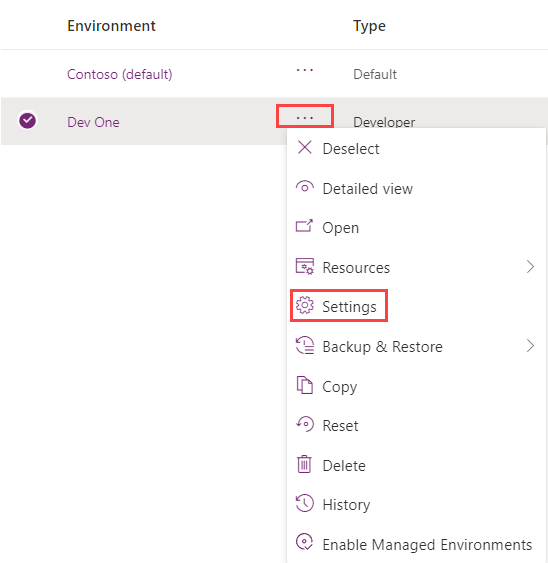 Environment Type
Contoso (default) ... Default
Dev One ... Developer
Deselect
Detailed view
Open
Resources
Settings
Backup & Restore
Copy
Reset
Delete
History
Enable Managed Environments